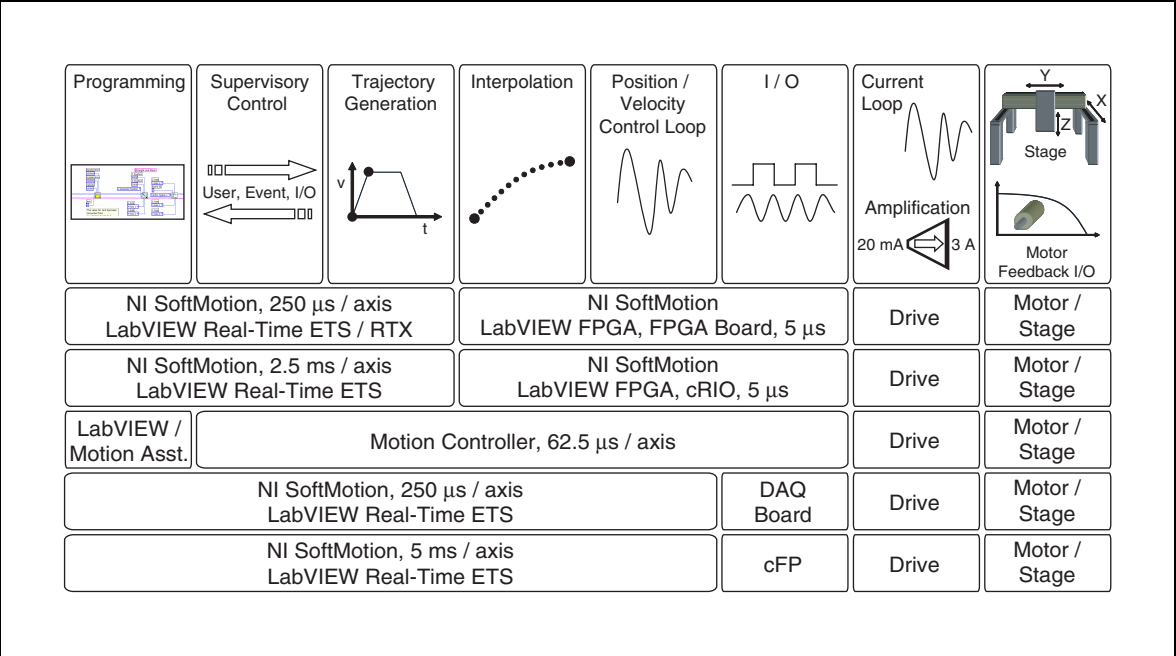 Programming
Supervisory
Control
Trajectory
Generation
Interpolation
Position /
Velocity
Control Loop
I / O
Current
Loop
Y
X
Z
Stage
User, Event, I/O
v
t
Amplification
20 mA
3 A
Motor
Feedback I/O
NI SoftMotion, 250 μs / axis
LabVIEW Real-Time ETS / RTX
NI SoftMotion
LabVIEW FPGA, FPGA Board, 5 μs
Drive
Motor /
Stage
NI SoftMotion, 2.5 ms / axis
LabVIEW Real-Time ETS
NI SoftMotion
LabVIEW FPGA, cRIO, 5 μs
Drive
Motor /
Stage
LabVIEW /
Motion Asst.
Motion Controller, 62.5 μs / axis
Drive
Motor /
Stage
NI SoftMotion, 250 μs / axis
LabVIEW Real-Time ETS
DAQ
Board
Drive
Motor /
Stage
NI SoftMotion, 5 ms / axis
LabVIEW Real-Time ETS
cFP
Drive
Motor /
Stage